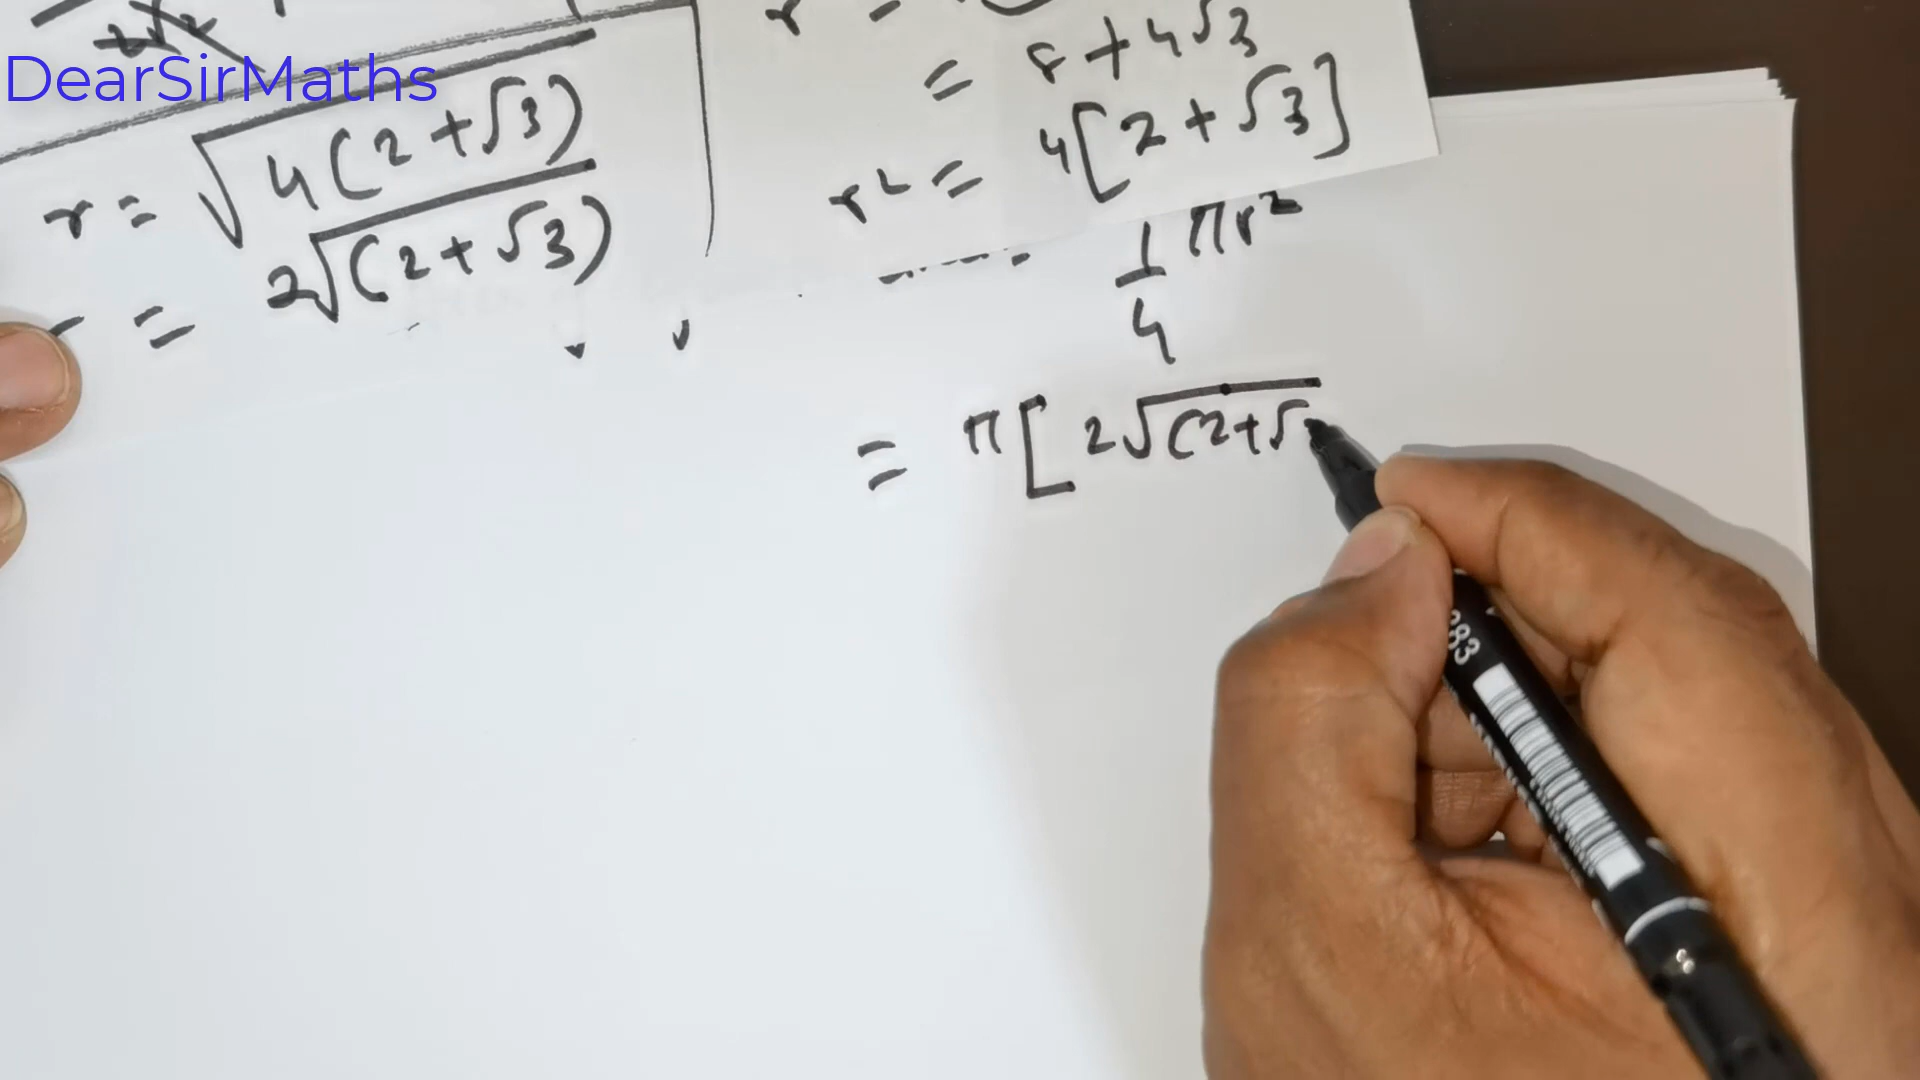 DearSirMaths
r = √4(2+√3)
= 2√(2+√3)
r =
= 8+4√3
r² = 4[2+√3]
1/4 πr²
= π[2√(2+√